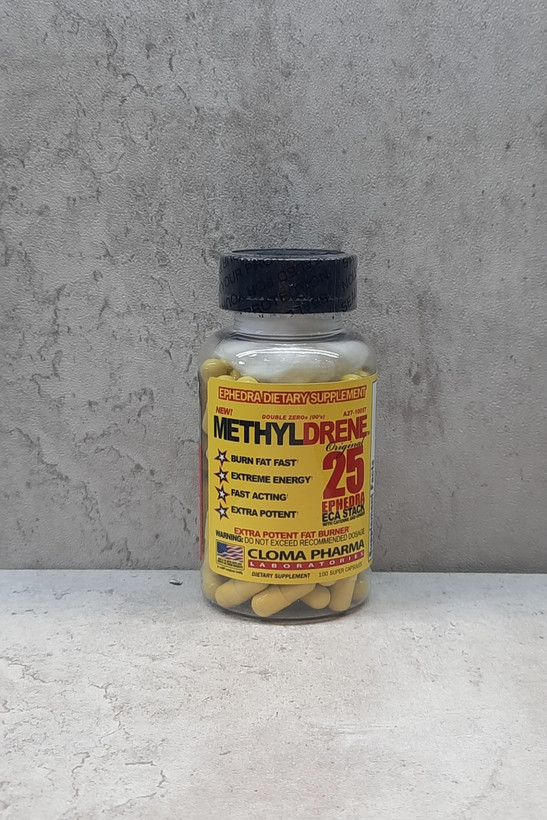 EPHEDRA DIETARY SUPPLEMENT
NEW!
DOUBLE ZEROs (00's) A27-10037
METHYLDRENE
Original
25
EPHEDRA
ECA STACK
BURN FAT FAST
EXTREME ENERGY
FAST ACTING
EXTRA POTENT
EXTRA POTENT FAT BURNER
WARNING: DO NOT EXCEED RECOMMENDED DOSAGE
CLOMA PHARMA
LABORATORIES
DIETARY SUPPLEMENT 100 SUPER CAPSULES